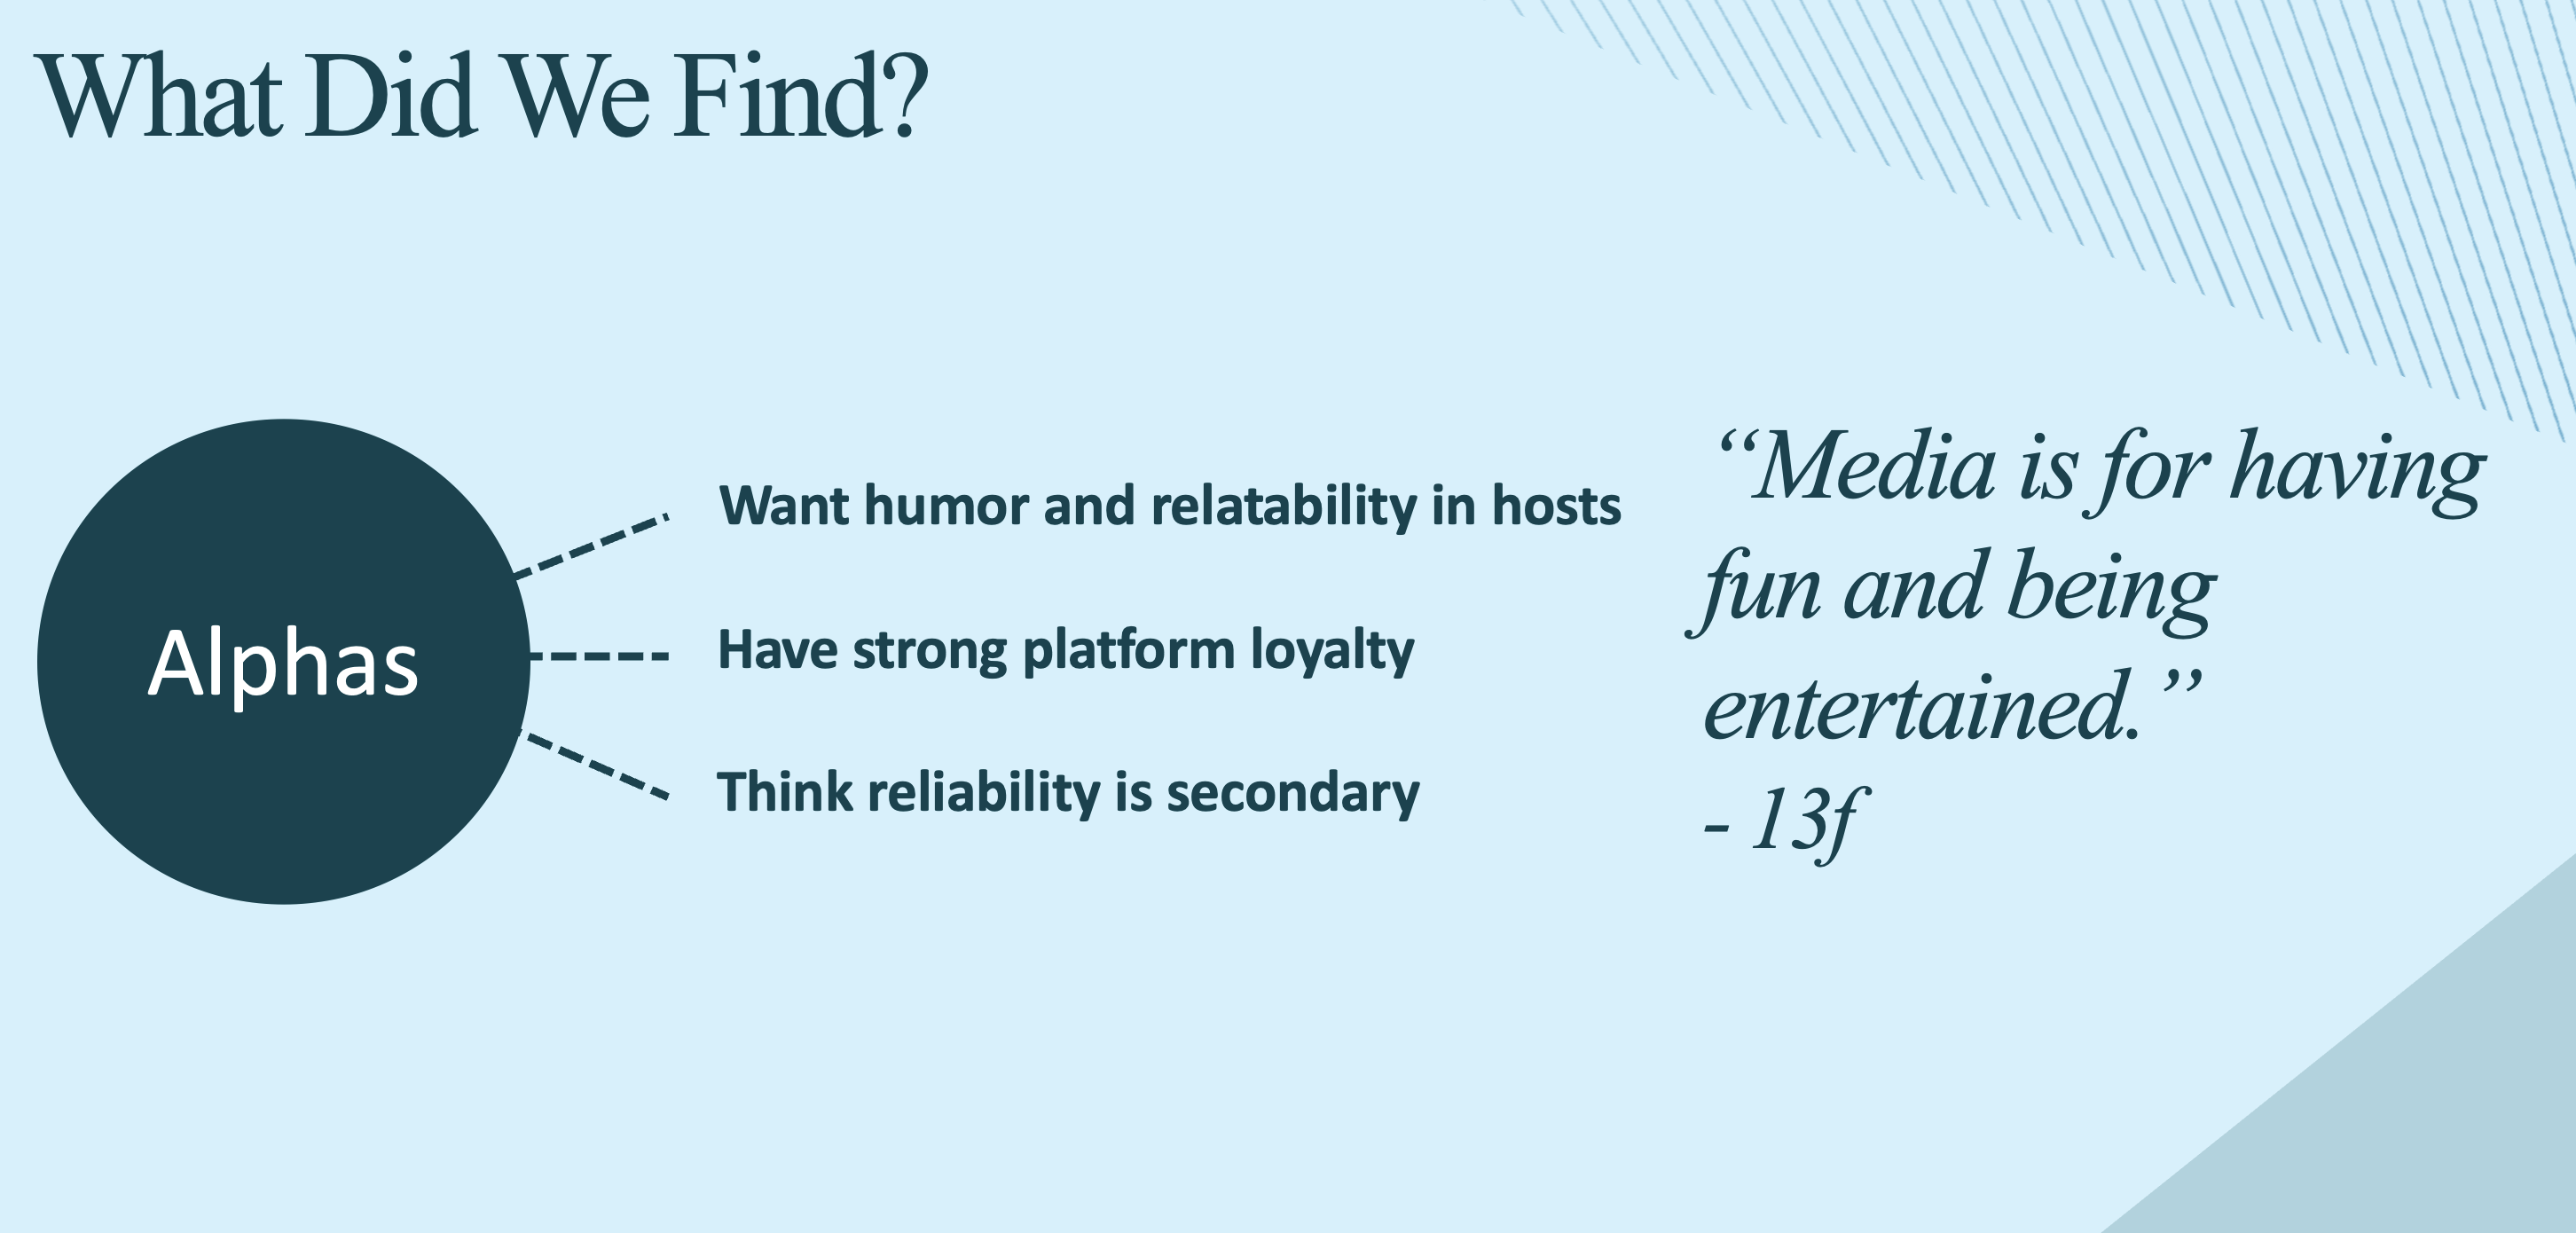 What Did We Find?
Alphas
Want humor and relatability in hosts
Have strong platform loyalty
Think reliability is secondary
“Media is for having
fun and being
entertained.”
- 13f